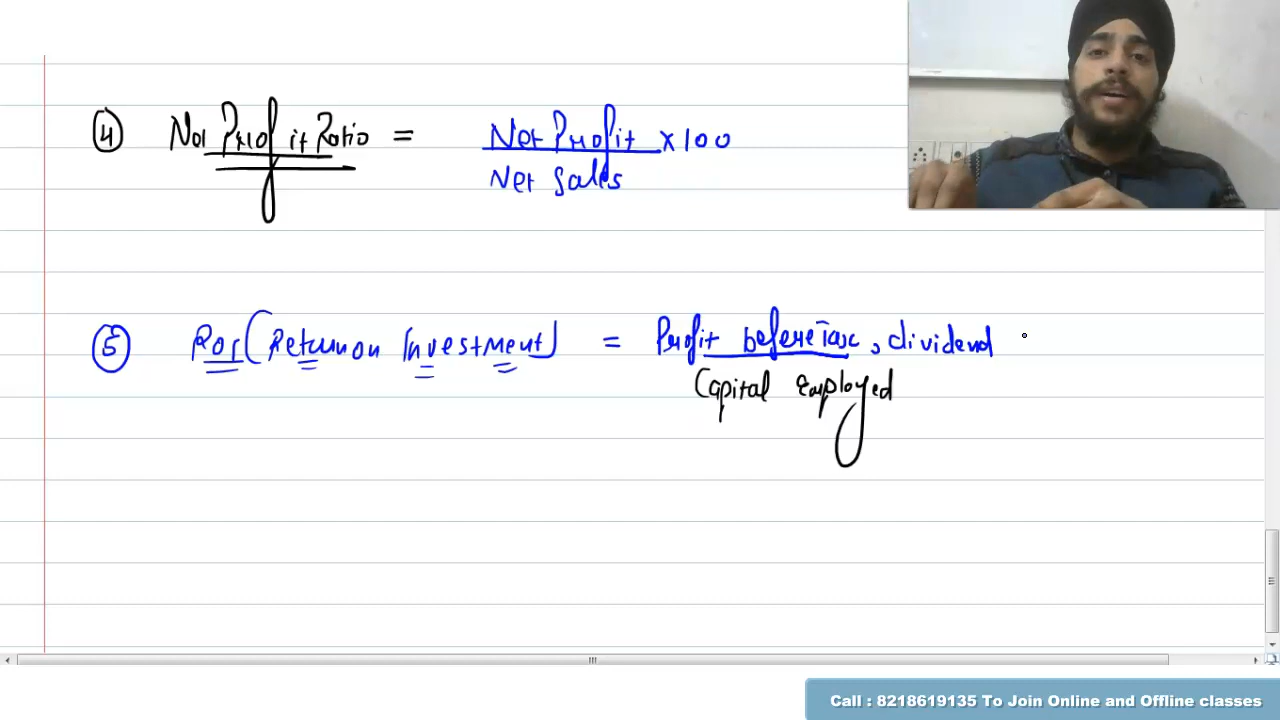 ④ Net Profit Ratio = Net Profit x 100
Net Sales
⑤ ROI (Return on Investment) = Profit before Tax, dividend
Capital Employed
Call : 8218619135 To Join Online and Offline classes